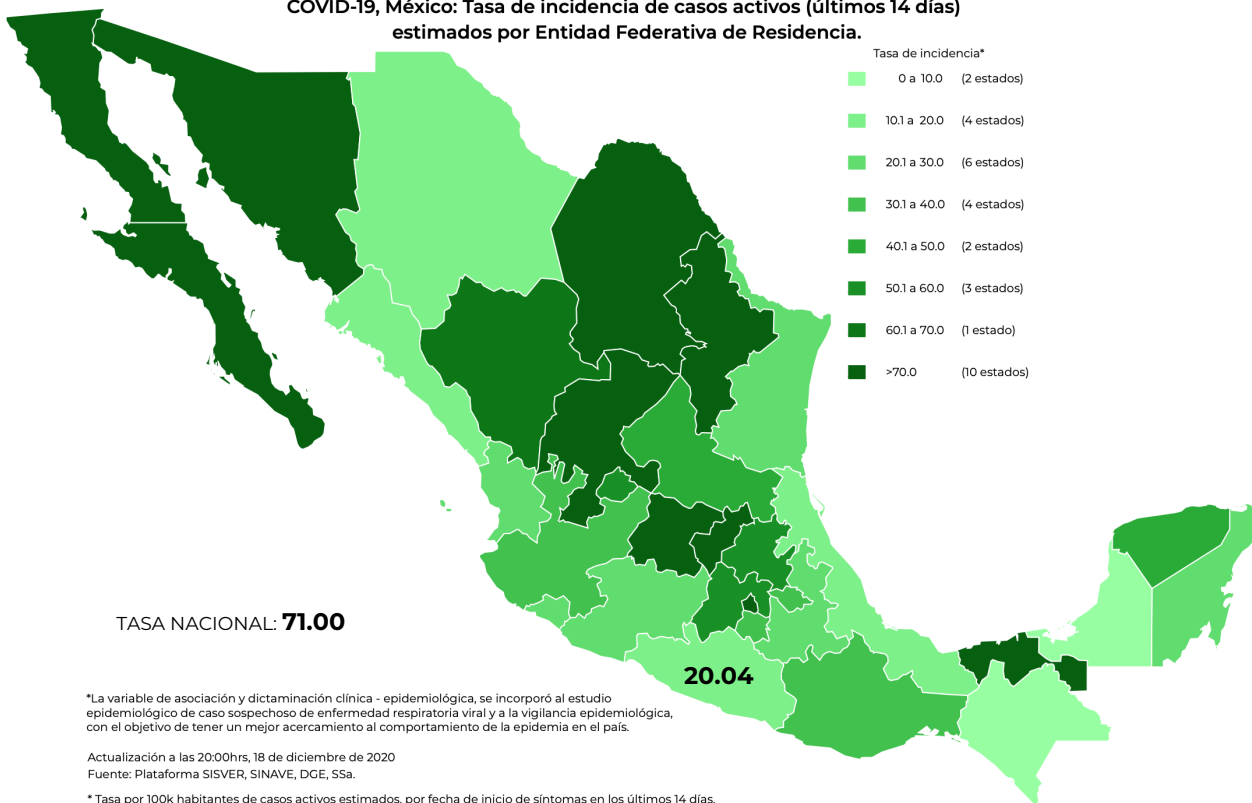 COVID-19, México: Tasa de incidencia de casos activos (últimos 14 días)
estimados por Entidad Federativa de Residencia.
Tasa de incidencia*
0 a 10.0 (2 estados)
10.1 a 20.0 (4 estados)
20.1 a 30.0 (6 estados)
30.1 a 40.0 (4 estados)
40.1 a 50.0 (2 estados)
50.1 a 60.0 (3 estados)
60.1 a 70.0 (1 estado)
>70.0 (10 estados)
TASA NACIONAL: 71.00
20.04
*La variable de asociación y dictaminación clínica - epidemiológica, se incorporó al estudio
epidemiológico de caso sospechoso de enfermedad respiratoria viral y a la vigilancia epidemiológica,
con el objetivo de tener un mejor acercamiento al comportamiento de la epidemia en el país.
Actualización a las 20:00hrs, 18 de diciembre de 2020
Fuente: Plataforma SISVER, SINAVE, DGE, SSa.
* Tasa por 100k habitantes de casos activos estimados, por fecha de inicio de síntomas en los últimos 14 días.